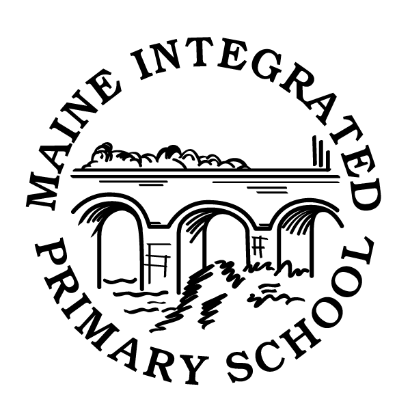 MAINE INTEGRATED
PRIMARY SCHOOL